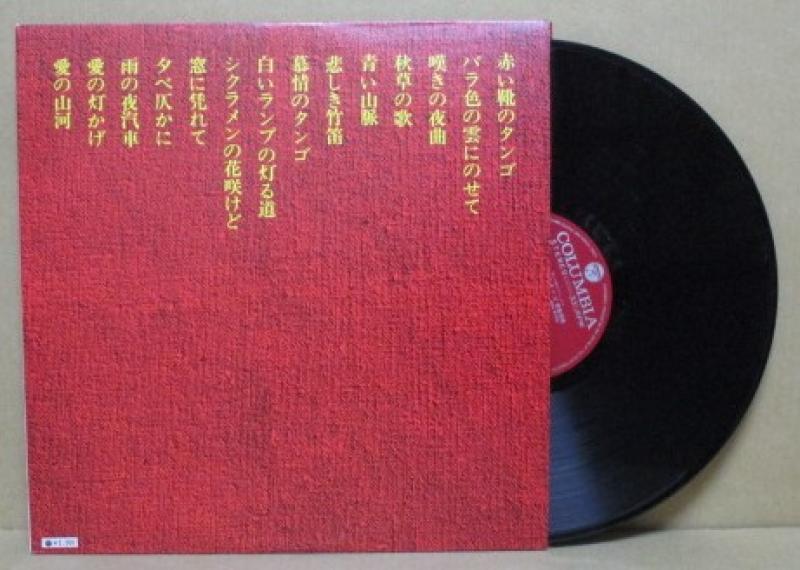 赤い靴のタンゴ
バラ色の雲にのせて
嘆きの夜曲
秋草の歌
青い山脈
悲しき竹笛
慕情のタンゴ
白いランプの灯る道
シクラメンの花咲けど
窓に凭れて
夕べ仄かに
雨の夜汽車
愛の灯かげ
愛の山河
COLUMBIA
STEREO